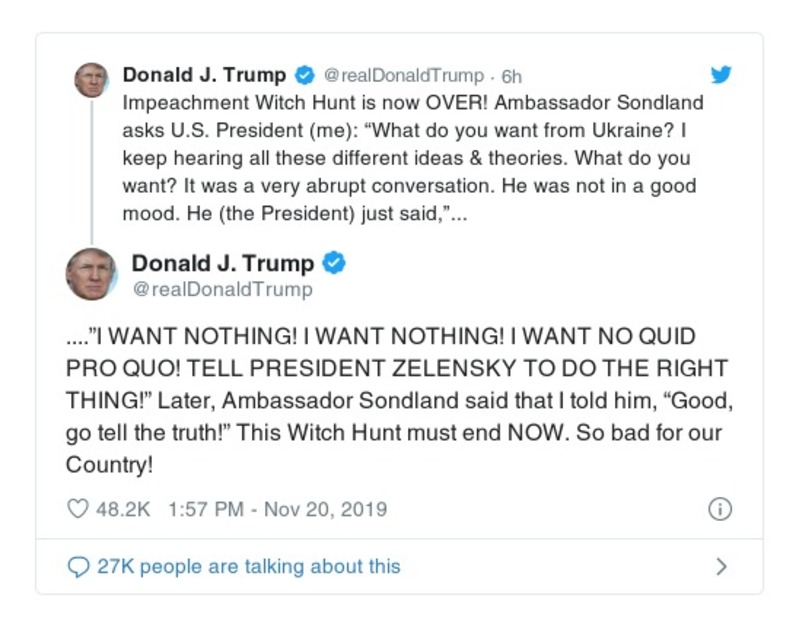 Donald J. Trump @realDonaldTrump · 6h
Impeachment Witch Hunt is now OVER! Ambassador Sondland
asks U.S. President (me): “What do you want from Ukraine? I
keep hearing all these different ideas & theories. What do you
want? It was a very abrupt conversation. He was not in a good
mood. He (the President) just said,”...
Donald J. Trump
@realDonaldTrump
....”I WANT NOTHING! I WANT NOTHING! I WANT NO QUID
PRO QUO! TELL PRESIDENT ZELENSKY TO DO THE RIGHT
THING!” Later, Ambassador Sondland said that I told him, “Good,
go tell the truth!” This Witch Hunt must end NOW. So bad for our
Country!
48.2K 1:57 PM - Nov 20, 2019
27K people are talking about this